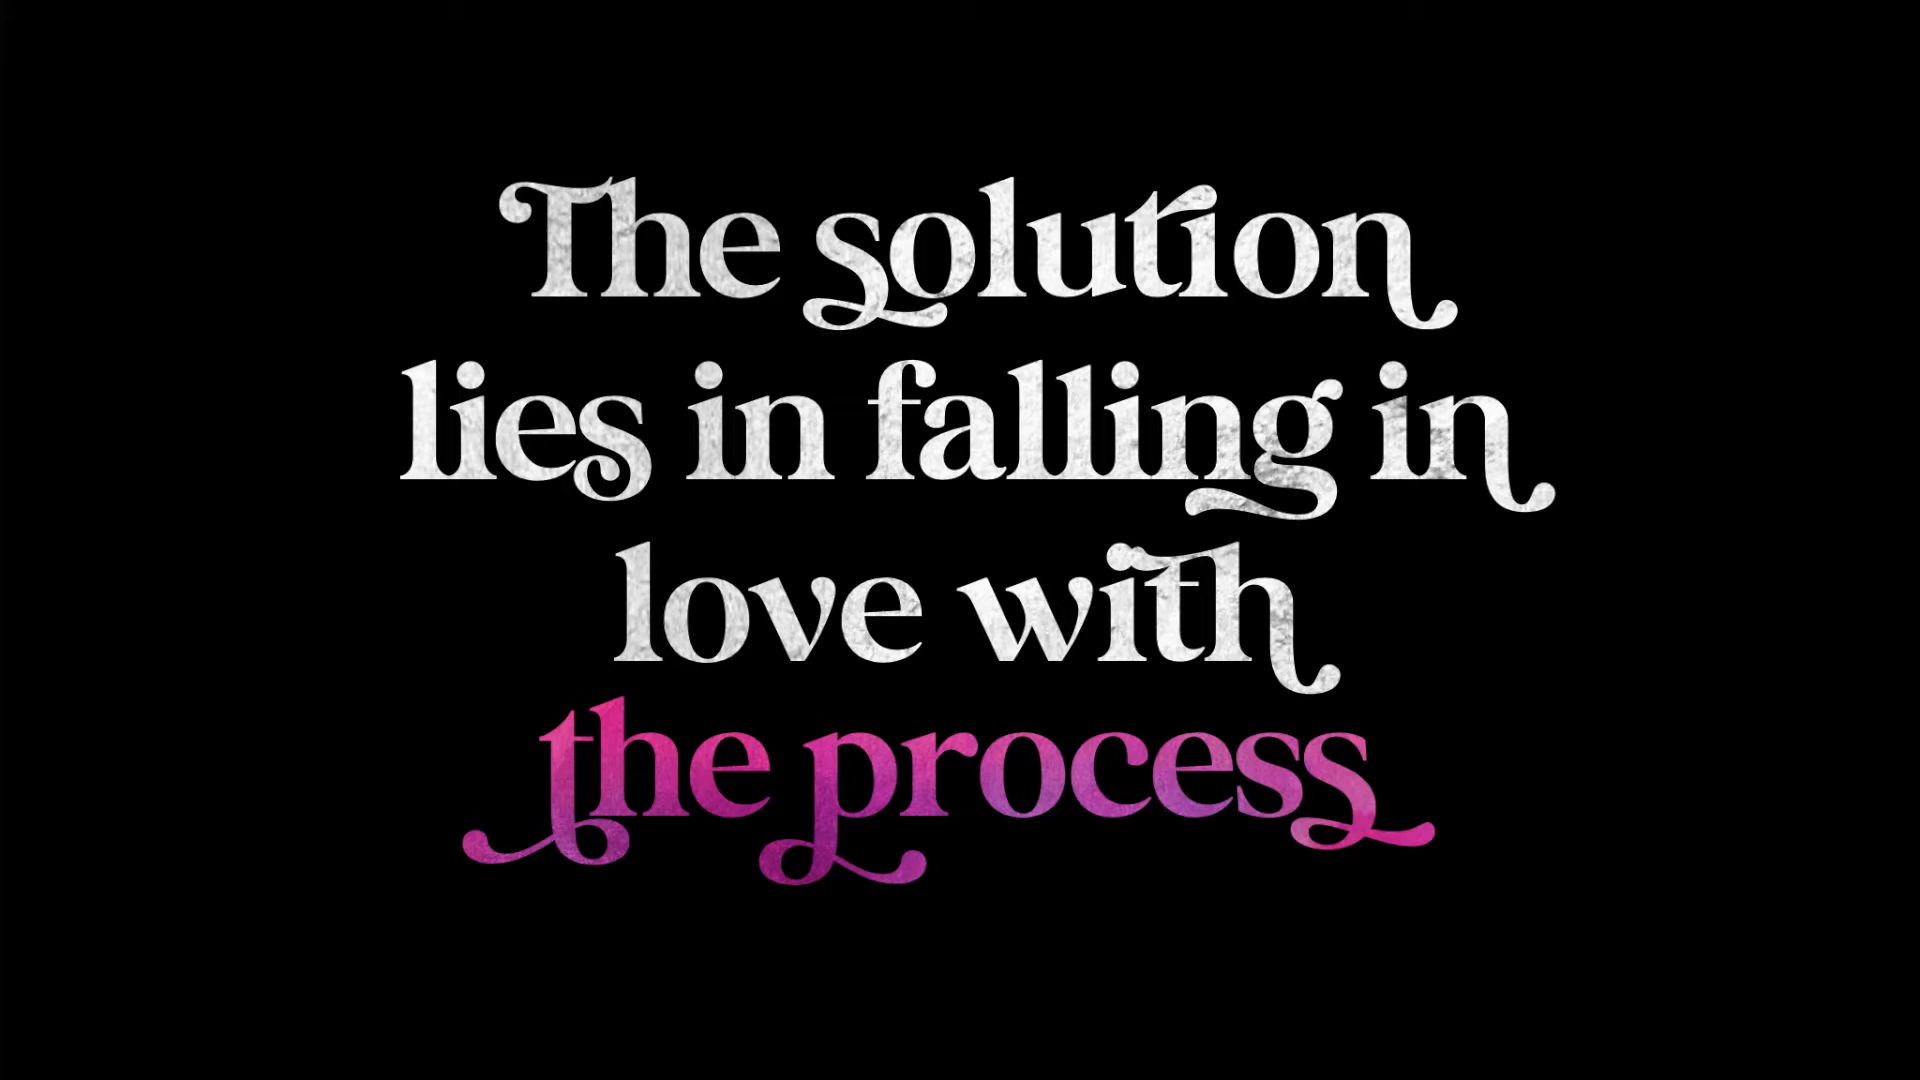 The solution
lies in falling in
love with
the process